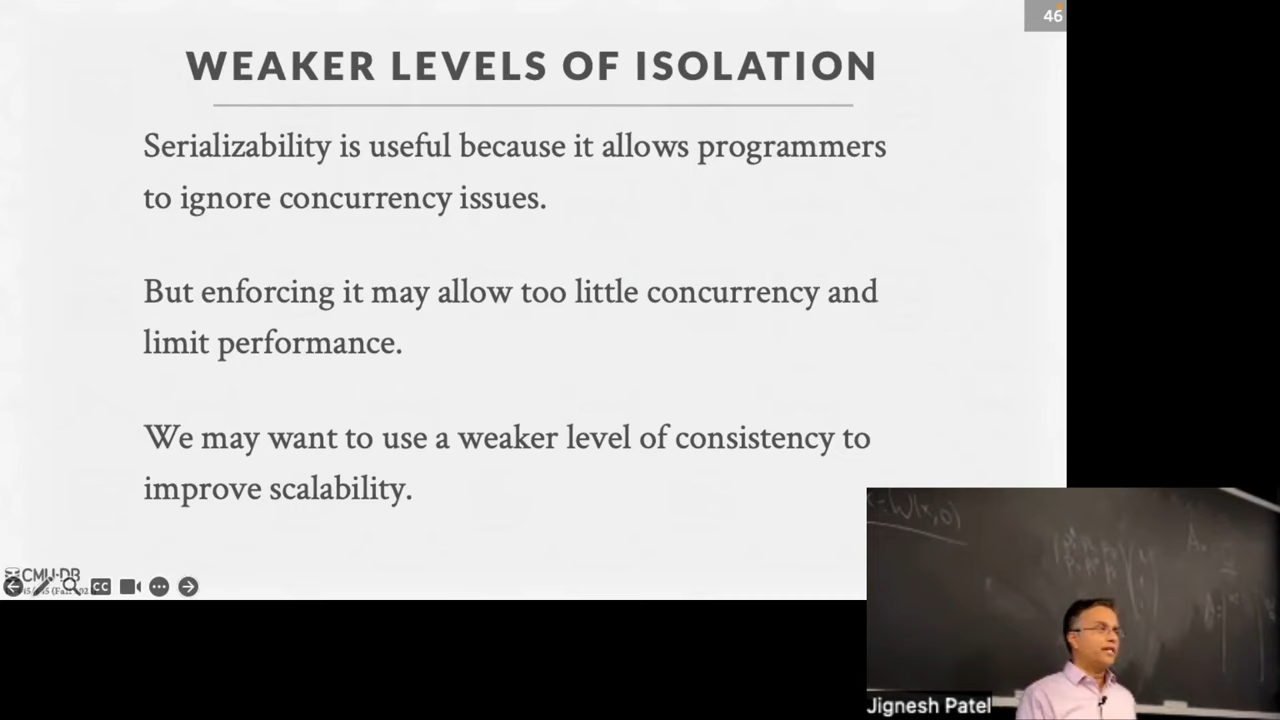 46
WEAKER LEVELS OF ISOLATION
Serializability is useful because it allows programmers
to ignore concurrency issues.
But enforcing it may allow too little concurrency and
limit performance.
We may want to use a weaker level of consistency to
improve scalability.
CMU·DB
CC
Jignesh Patel